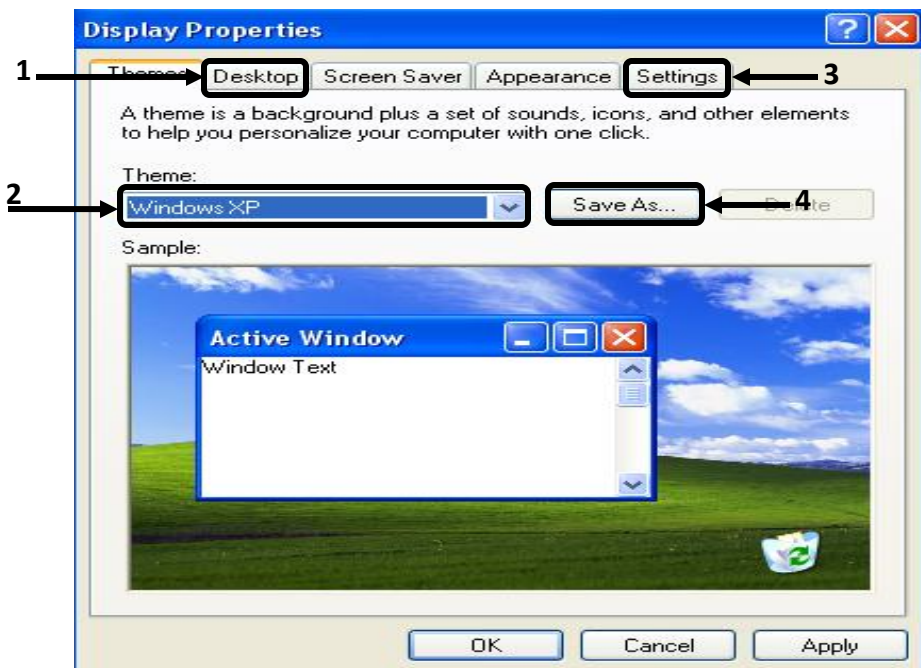 Display Properties
1 Themes Desktop Screen Saver Appearance Settings 3
A theme is a background plus a set of sounds, icons, and other elements
to help you personalize your computer with one click.
Theme:
2 Windows XP Save As... 4 Delete
Sample:
Active Window
Window Text
OK Cancel Apply